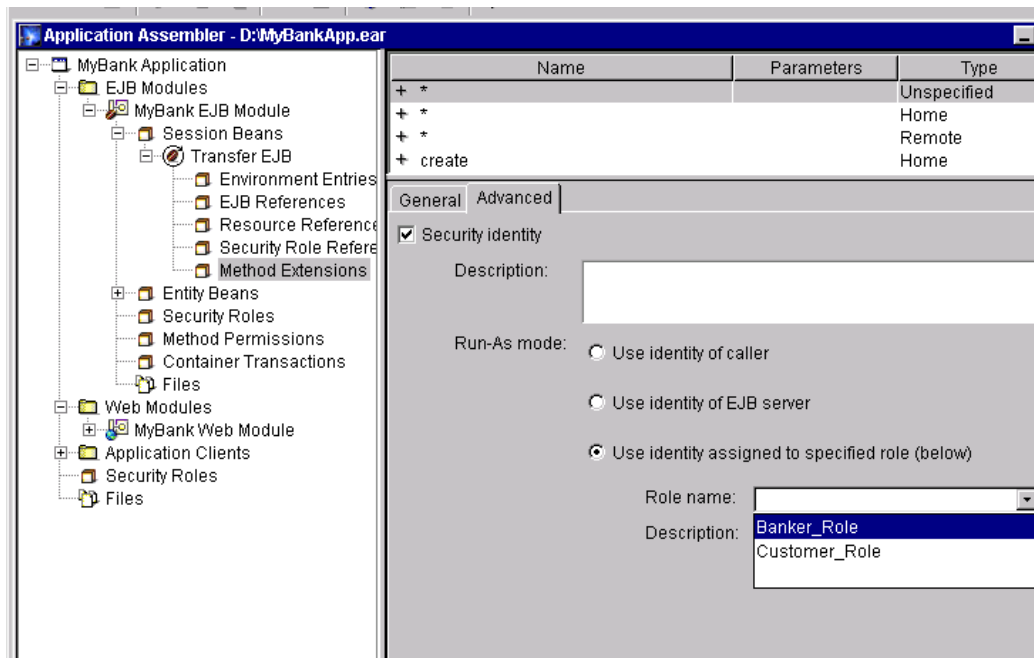 Application Assembler - D:\MyBankApp.ear
MyBank Application
EJB Modules
MyBank EJB Module
Session Beans
Transfer EJB
Environment Entries
EJB References
Resource Reference
Security Role Refere
Method Extensions
Entity Beans
Security Roles
Method Permissions
Container Transactions
Files
Web Modules
MyBank Web Module
Application Clients
Security Roles
Files
Name Parameters Type
+ * Unspecified
+ * Home
+ * Remote
+ create Home
General Advanced
Security identity
Description:
Run-As mode:
Use identity of caller
Use identity of EJB server
Use identity assigned to specified role (below)
Role name:
Description:
Banker_Role
Customer_Role